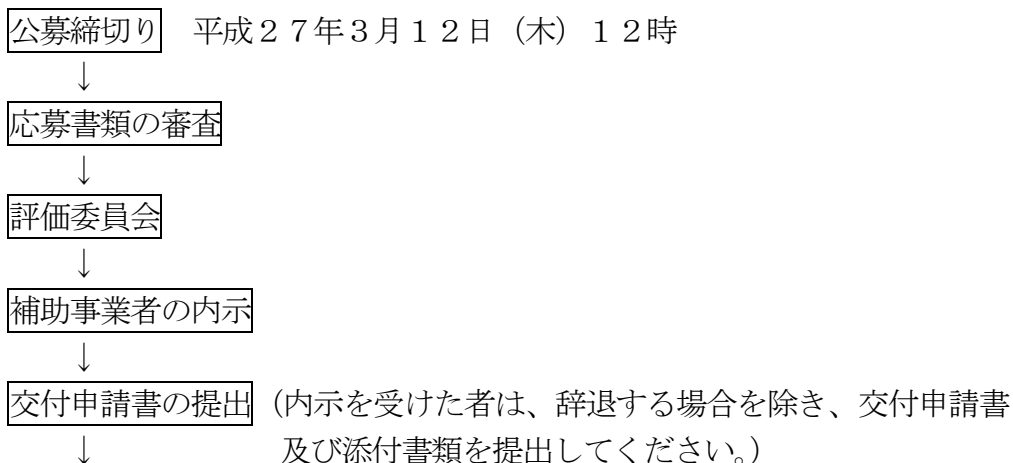 公募締切り　平成２７年３月１２日（木）１２時
↓
応募書類の審査
↓
評価委員会
↓
補助事業者の内示
↓
交付申請書の提出（内示を受けた者は、辞退する場合を除き、交付申請書
↓　及び添付書類を提出してください。）